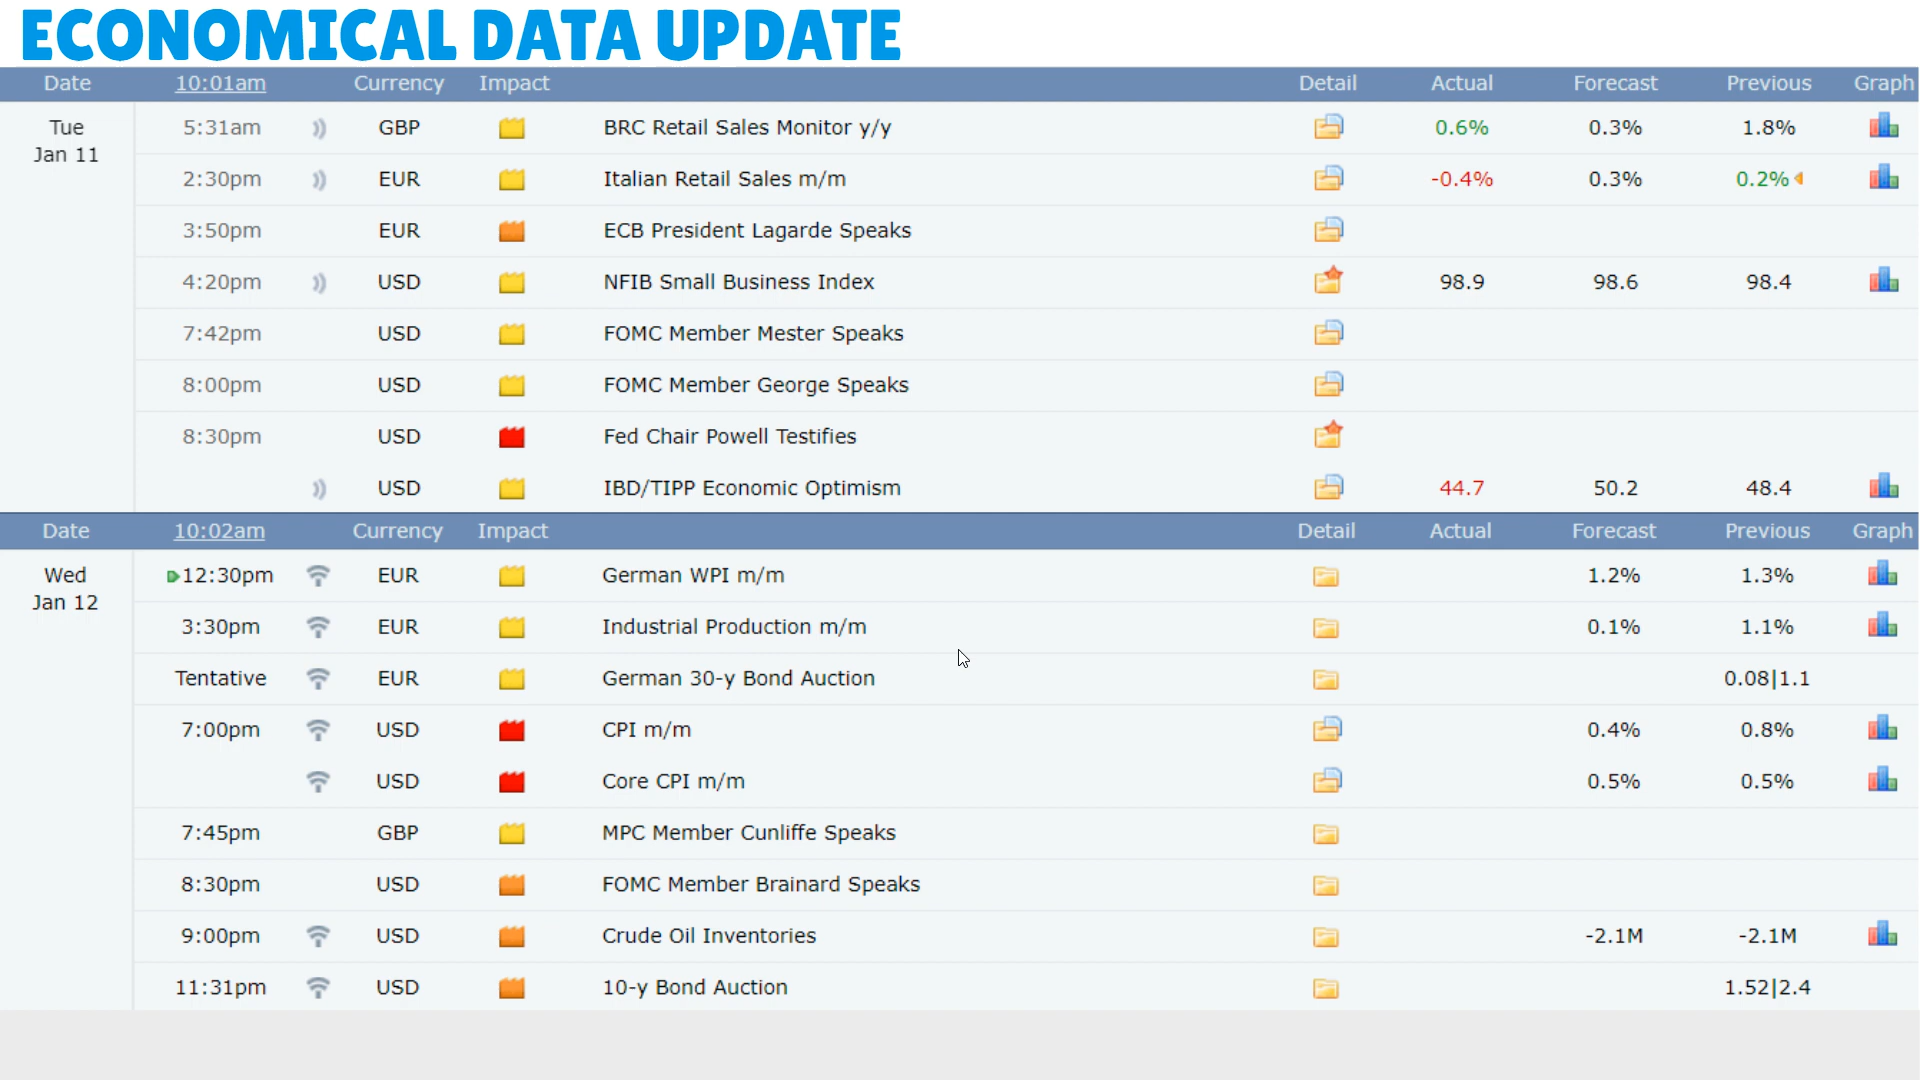 ECONOMICAL DATA UPDATE
Date 10:01am Currency Impact Detail Actual Forecast Previous Graph
Tue 5:31am GBP BRC Retail Sales Monitor y/y 0.6% 0.3% 1.8%
Jan 11
2:30pm EUR Italian Retail Sales m/m -0.4% 0.3% 0.2%
3:50pm EUR ECB President Lagarde Speaks
4:20pm USD NFIB Small Business Index 98.9 98.6 98.4
7:42pm USD FOMC Member Mester Speaks
8:00pm USD FOMC Member George Speaks
8:30pm USD Fed Chair Powell Testifies
USD IBD/TIPP Economic Optimism 44.7 50.2 48.4
Date 10:02am Currency Impact Detail Actual Forecast Previous Graph
Wed 12:30pm EUR German WPI m/m 1.2% 1.3%
Jan 12
3:30pm EUR Industrial Production m/m 0.1% 1.1%
Tentative EUR German 30-y Bond Auction 0.08|1.1
7:00pm USD CPI m/m 0.4% 0.8%
USD Core CPI m/m 0.5% 0.5%
7:45pm GBP MPC Member Cunliffe Speaks
8:30pm USD FOMC Member Brainard Speaks
9:00pm USD Crude Oil Inventories -2.1M -2.1M
11:31pm USD 10-y Bond Auction 1.52|2.4